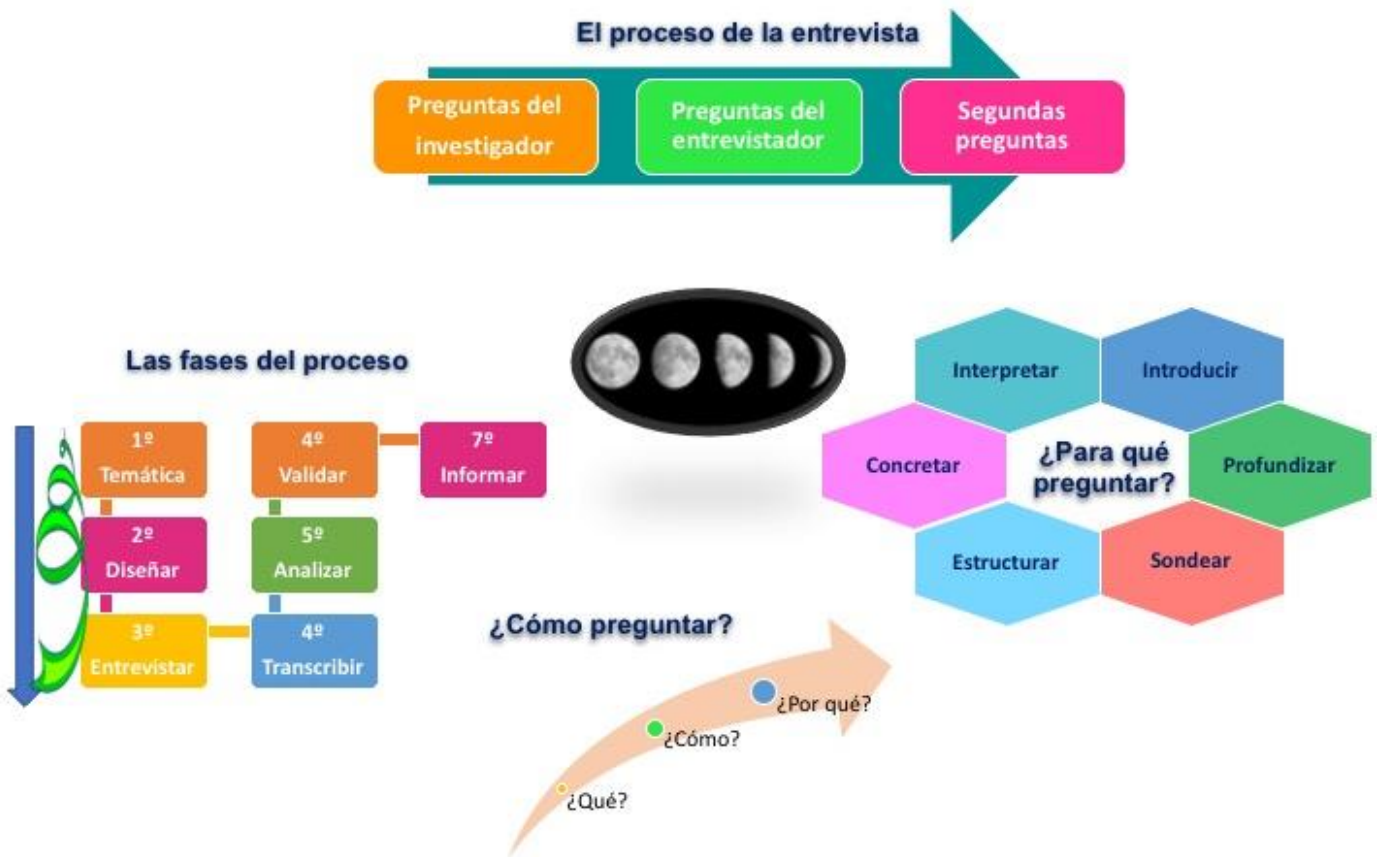 El proceso de la entrevista
Preguntas del
investigador
Preguntas del
entrevistador
Segundas
preguntas
Las fases del proceso
1º
Temática
2º
Diseñar
3º
Entrevistar
4º
Transcribir
5º
Analizar
4º
Validar
7º
Informar
¿Para qué
preguntar?
Introducir
Profundizar
Sondear
Estructurar
Concretar
Interpretar
¿Cómo preguntar?
¿Qué?
¿Cómo?
¿Por qué?